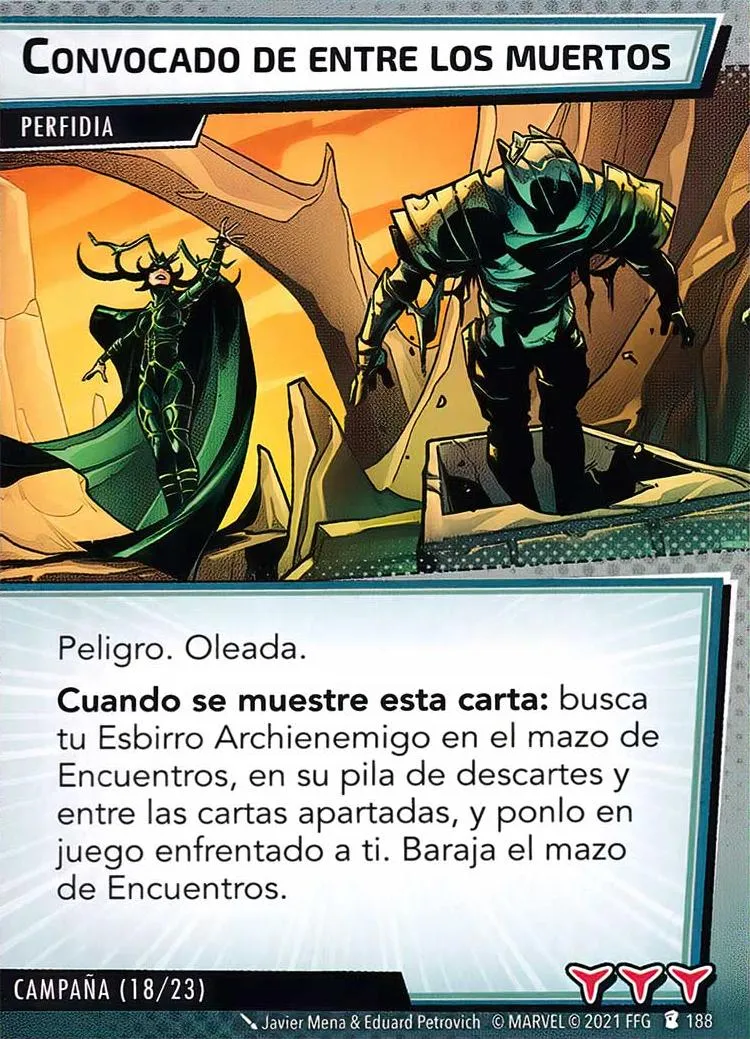 CONVOCADO DE ENTRE LOS MUERTOS
PERFIDIA
Peligro. Oleada.
Cuando se muestre esta carta: busca
tu Esbirro Archienemigo en el mazo de
Encuentros, en su pila de descartes y
entre las cartas apartadas, y ponlo en
juego enfrentado a ti. Baraja el mazo
de Encuentros.
CAMPAÑA (18/23)
Javier Mena & Eduard Petrovich © MARVEL © 2021 FFG 188